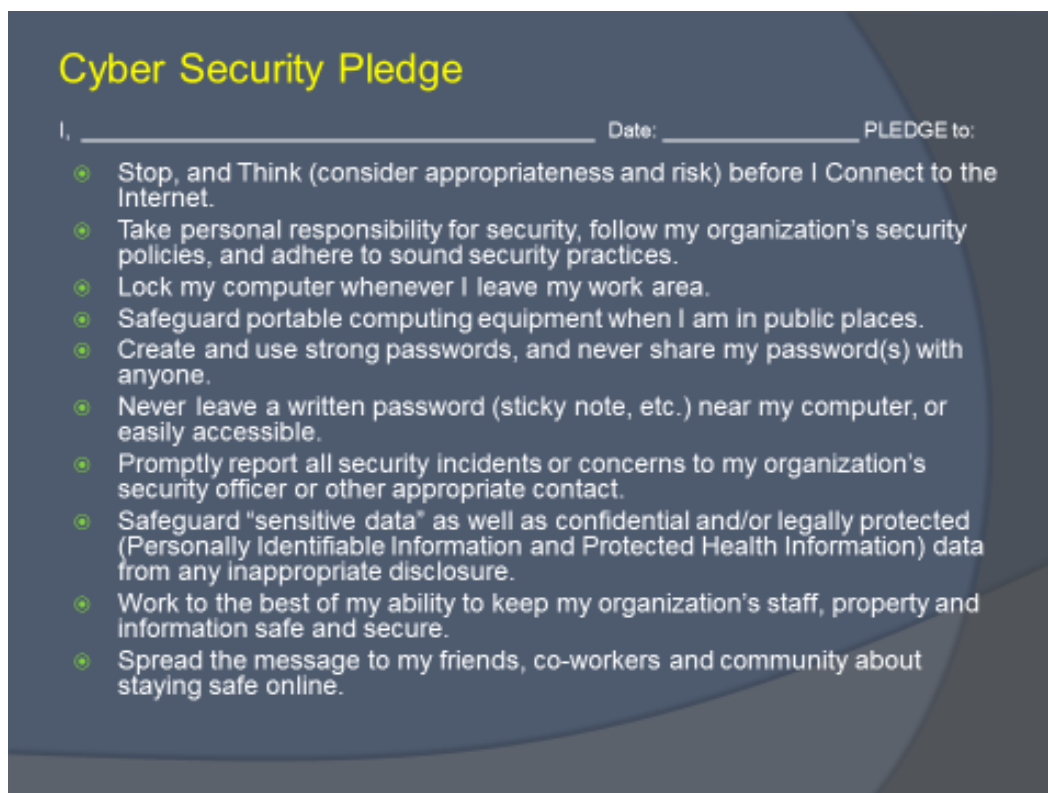 Cyber Security Pledge
I, ______________________________________________ Date: __________________ PLEDGE to:
Stop, and Think (consider appropriateness and risk) before I Connect to the
Internet.
Take personal responsibility for security, follow my organization’s security
policies, and adhere to sound security practices.
Lock my computer whenever I leave my work area.
Safeguard portable computing equipment when I am in public places.
Create and use strong passwords, and never share my password(s) with
anyone.
Never leave a written password (sticky note, etc.) near my computer, or
easily accessible.
Promptly report all security incidents or concerns to my organization’s
security officer or other appropriate contact.
Safeguard “sensitive data” as well as confidential and/or legally protected
(Personally Identifiable Information and Protected Health Information) data
from any inappropriate disclosure.
Work to the best of my ability to keep my organization’s staff, property and
information safe and secure.
Spread the message to my friends, co-workers and community about
staying safe online.